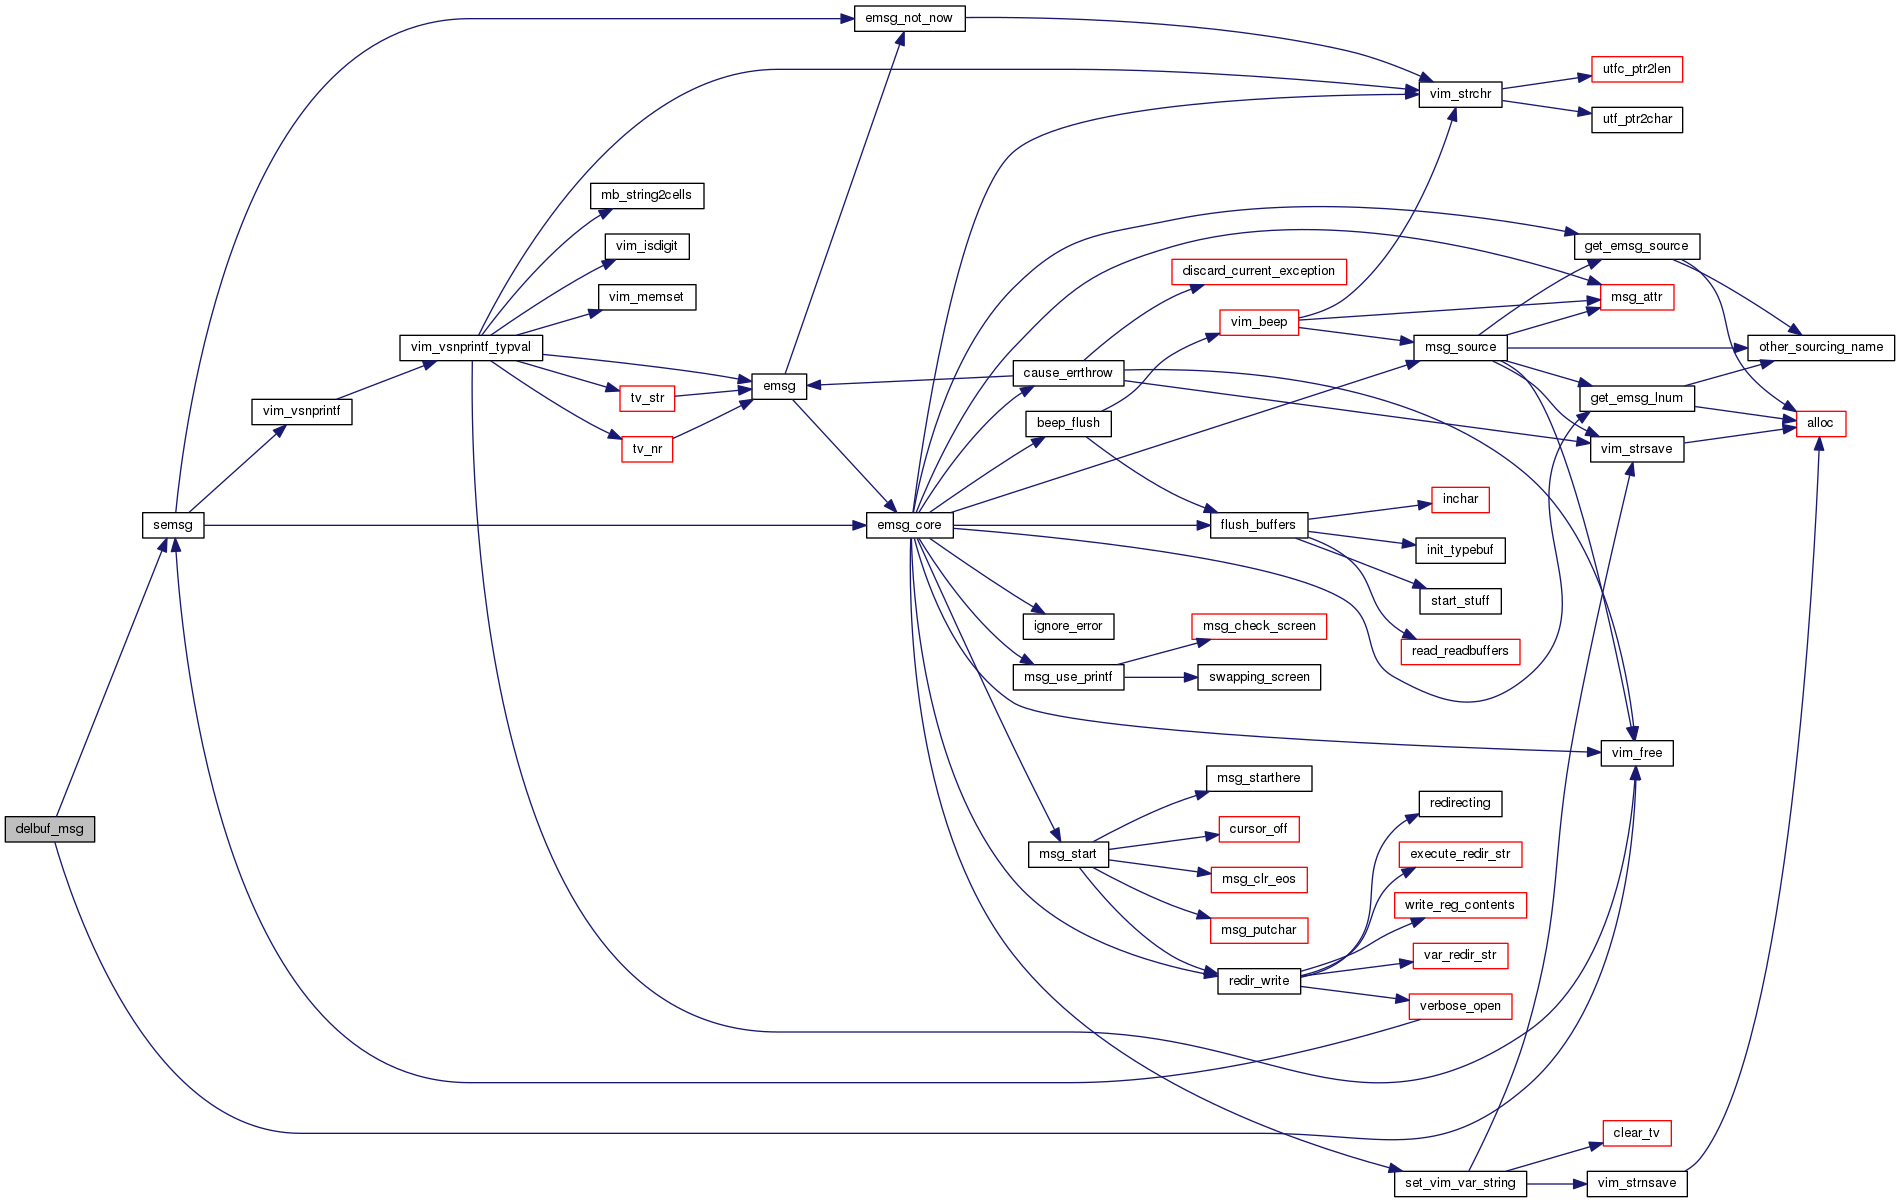 emsg_not_now
utfc_ptr2len
vim_strchr
utf_ptr2char
mb_string2cells
vim_isdigit
get_emsg_source
discard_current_exception
vim_memset
msg_attr
vim_beep
vim_vsnprintf_typval
msg_source
other_sourcing_name
cause_errthrow
emsg
tv_str
get_emsg_lnum
vim_vsnprintf
beep_flush
alloc
tv_nr
vim_strsave
inchar
semsg
emsg_core
flush_buffers
init_typebuf
start_stuff
ignore_error
msg_check_screen
read_readbuffers
msg_use_printf
swapping_screen
vim_free
msg_starthere
redirecting
delbuf_msg
cursor_off
msg_start
execute_redir_str
msg_clr_eos
write_reg_contents
msg_putchar
var_redir_str
redir_write
verbose_open
clear_tv
set_vim_var_string
vim_strnsave